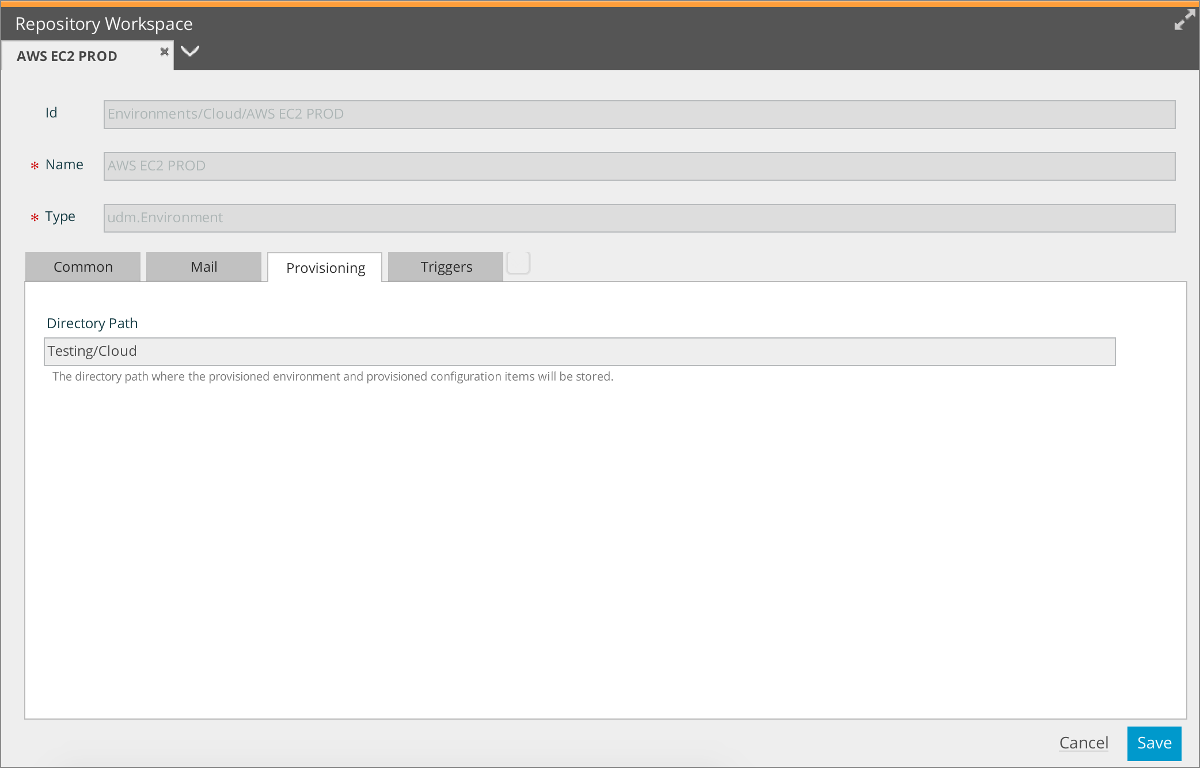 Repository Workspace
AWS EC2 PROD
Id
Environments/Cloud/AWS EC2 PROD
* Name
AWS EC2 PROD
* Type
udm.Environment
Common Mail Provisioning Triggers
Directory Path
Testing/Cloud
The directory path where the provisioned environment and provisioned configuration items will be stored.
Cancel Save